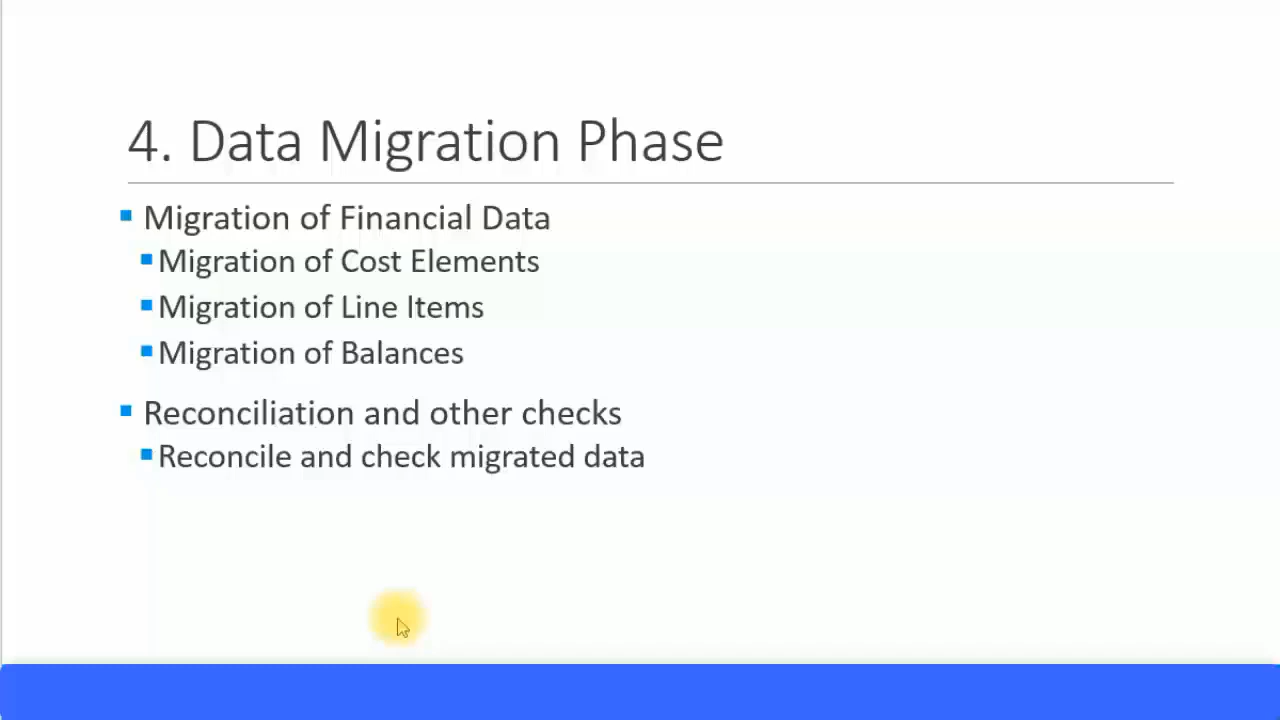 4. Data Migration Phase
Migration of Financial Data
Migration of Cost Elements
Migration of Line Items
Migration of Balances
Reconciliation and other checks
Reconcile and check migrated data